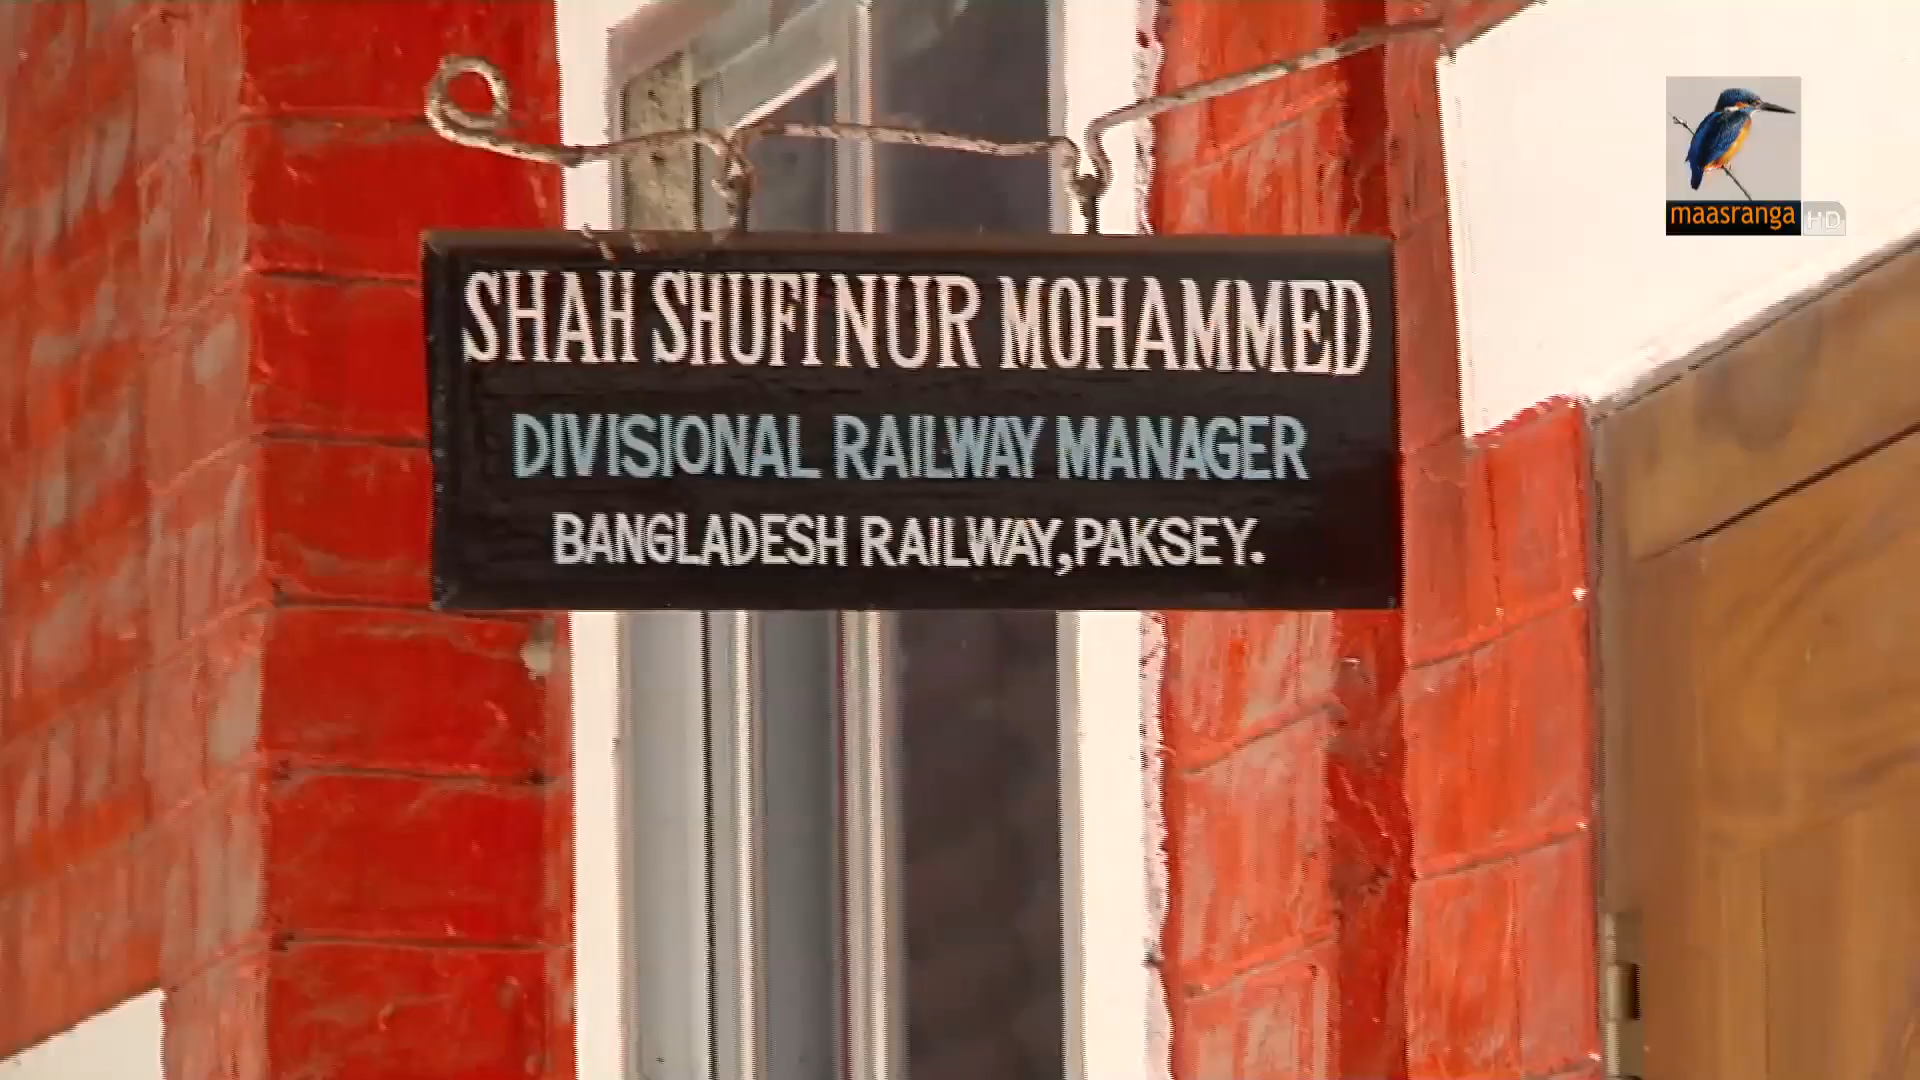 maasranga HD
SHAH SHUFI NUR MOHAMMED
DIVISIONAL RAILWAY MANAGER
BANGLADESH RAILWAY,PAKSEY.